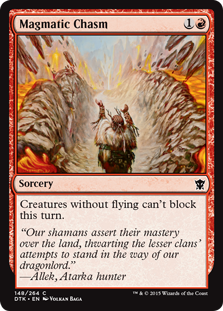 Magmatic Chasm 1
Sorcery
Creatures without flying can't block
this turn.
"Our shamans assert their mastery
over the land, thwarting the lesser clans'
attempts to stand in the way of our
dragonlord."
—Allek, Atarka hunter
148/264 C
DTK • EN Volkan Baga ™ & © 2015 Wizards of the Coast